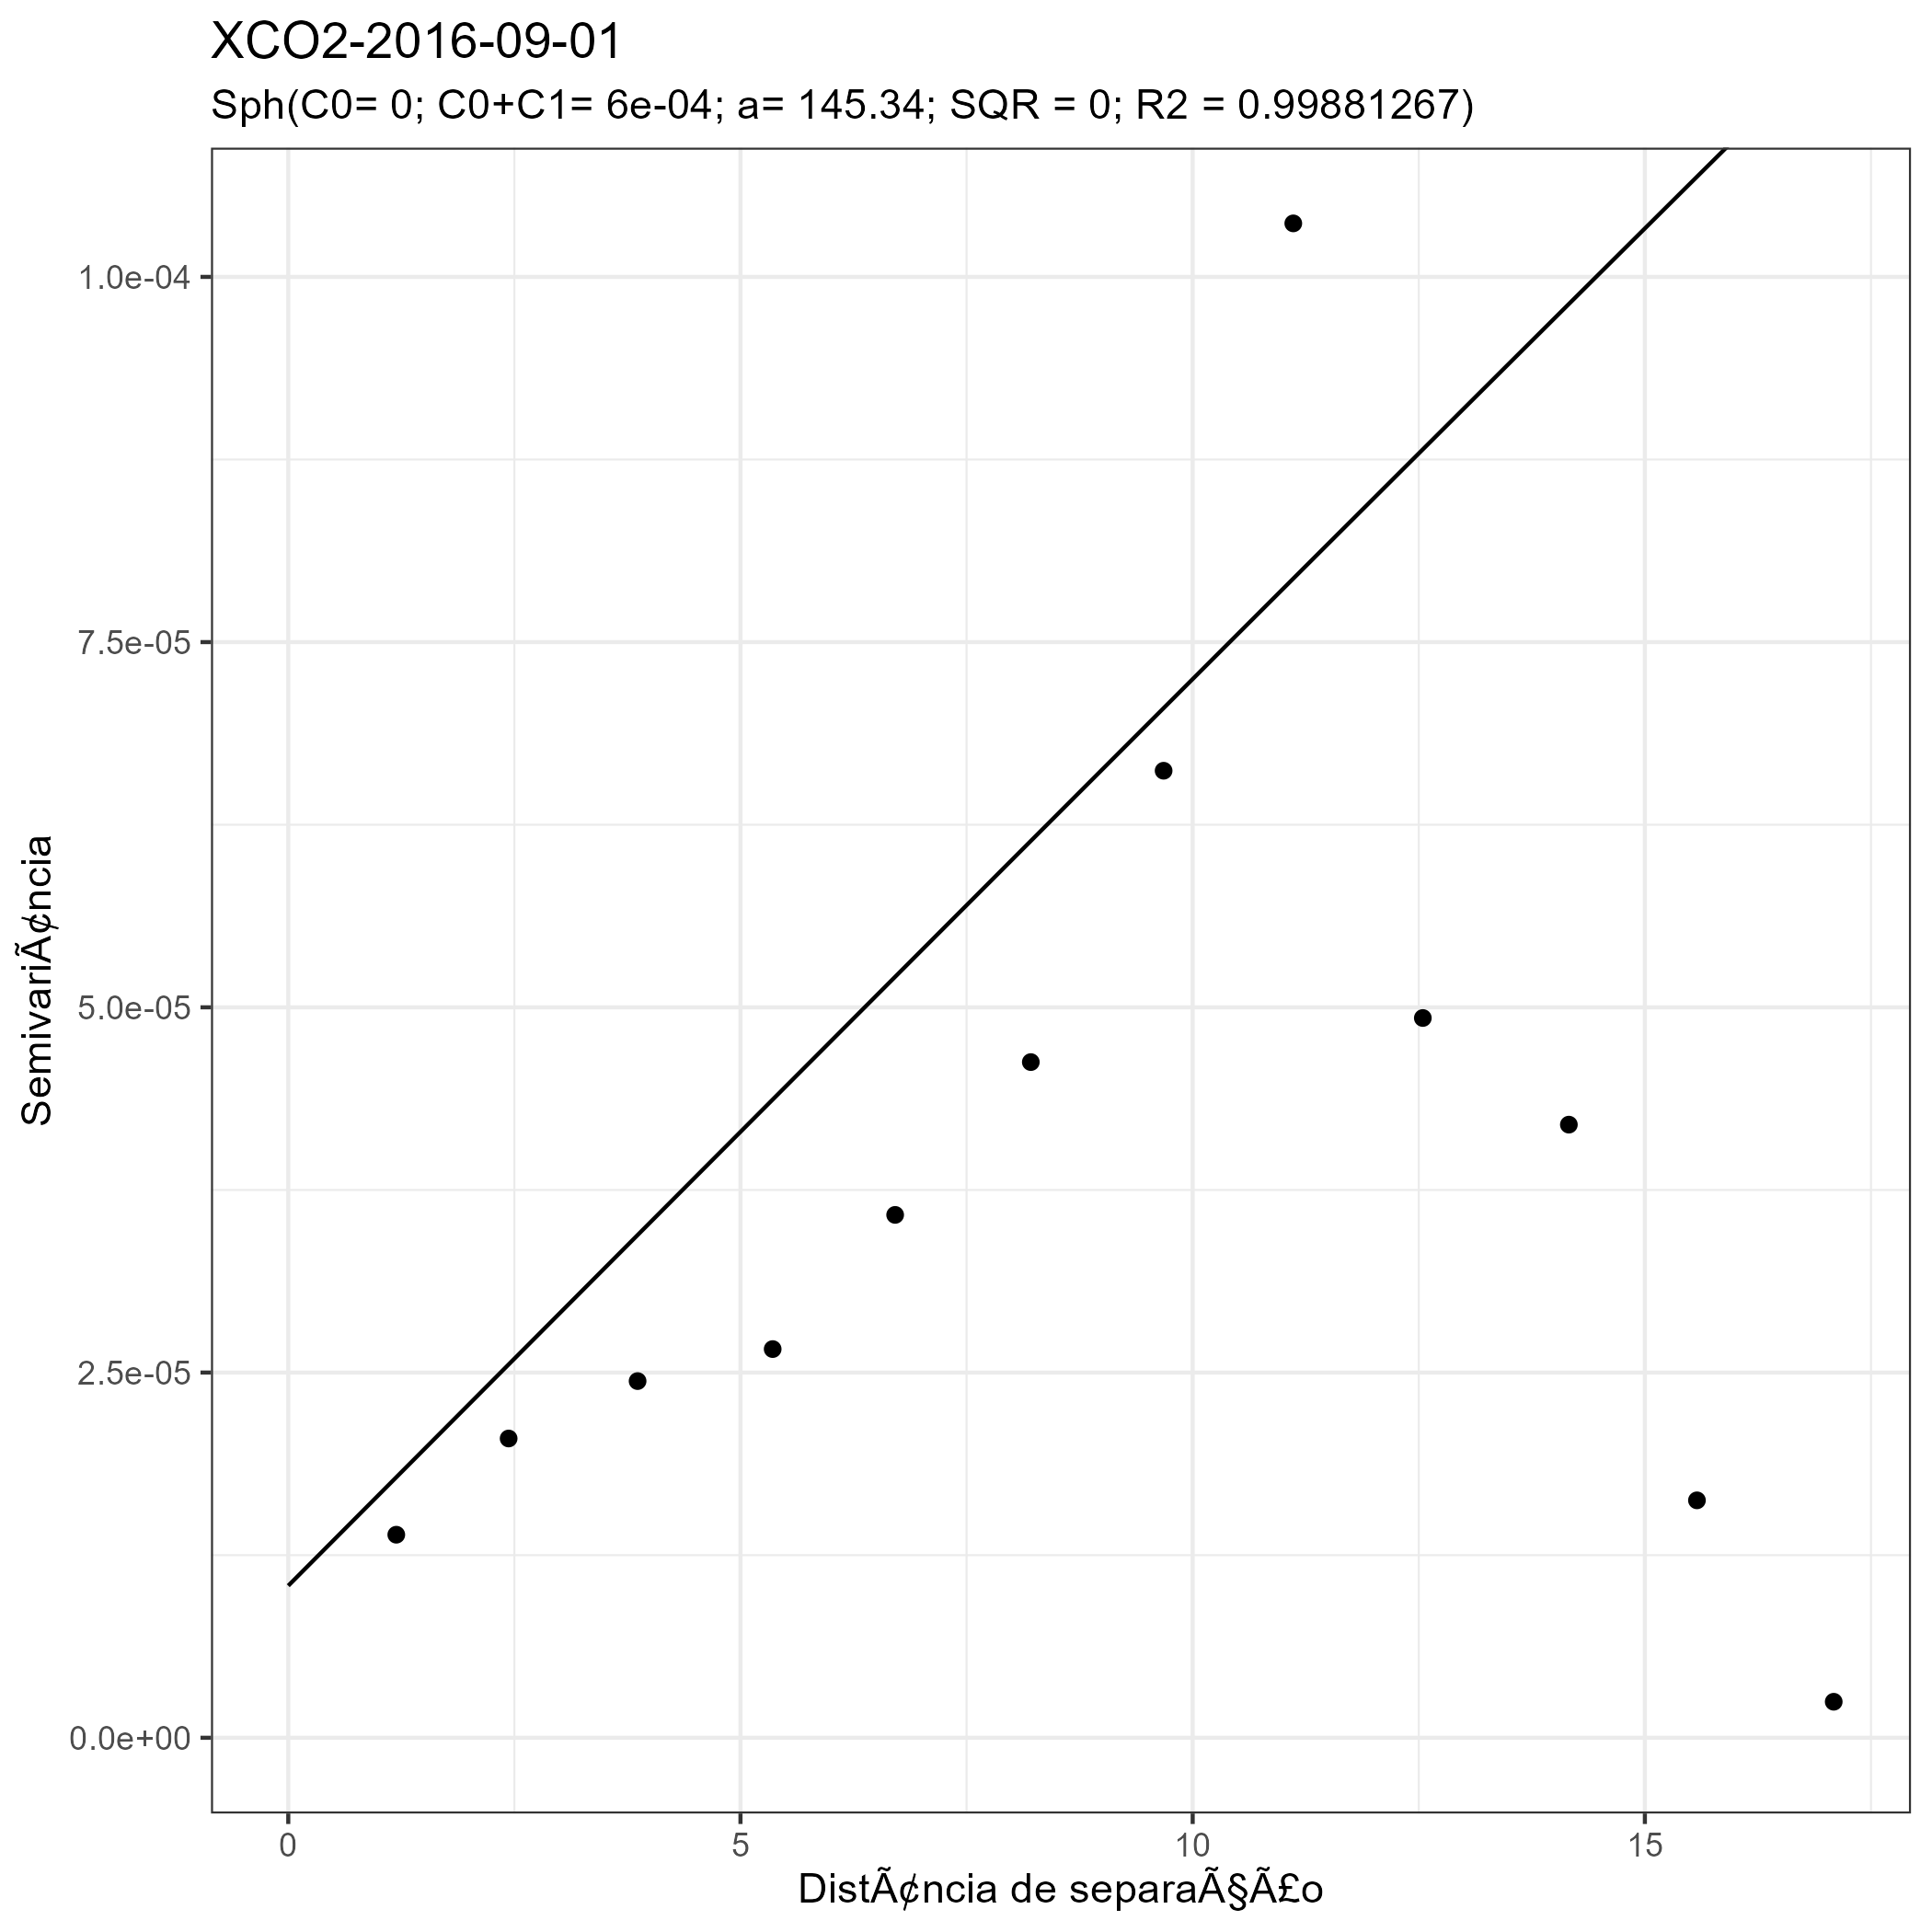 XCO2-2016-09-01
Sph(C0= 0; C0+C1= 6e-04; a= 145.34; SQR = 0; R2 = 0.99881267)
SemivariÃ¢ncia
1.0e-04
7.5e-05
5.0e-05
2.5e-05
0.0e+00
0
5
10
15
DistÃ¢ncia de separaÃ§Ã£o